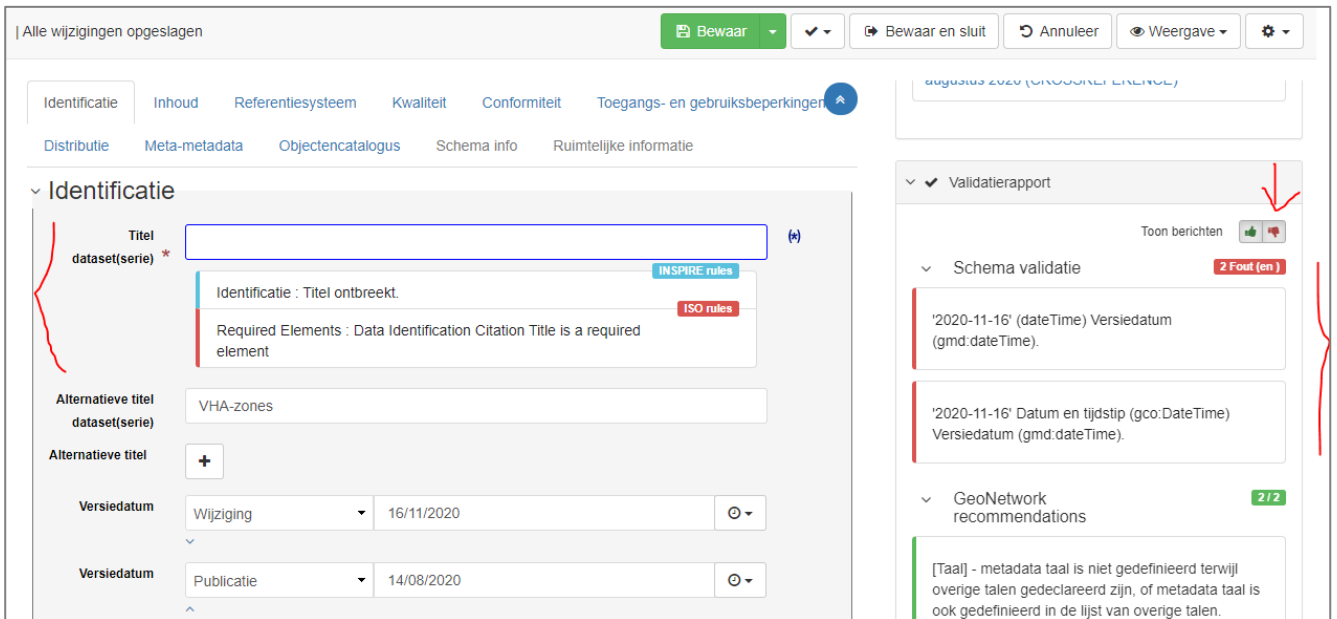 | Alle wijzigingen opgeslagen
Bewaar
Bewaar en sluit
Annuleer
Weergave
Identificatie Inhoud Referentiesysteem Kwaliteit Conformiteit Toegangs- en gebruiksbeperkingen
Distributie Meta-metadata Objectencatalogus Schema info Ruimtelijke informatie
Identificatie
Titel
dataset(serie) *
(*)
INSPIRE rules
Identificatie : Titel ontbreekt.
ISO rules
Required Elements : Data Identification Citation Title is a required
element
Alternatieve titel
dataset(serie)
VHA-zones
Alternatieve titel
+
Versiedatum
Wijziging
16/11/2020
Versiedatum
Publicatie
14/08/2020
augustus 2020 (CROSSREFERENCE)
Validatierapport
Toon berichten
Schema validatie
2 Fout (en )
'2020-11-16' (dateTime) Versiedatum
(gmd:dateTime).
'2020-11-16' Datum en tijdstip (gco:DateTime)
Versiedatum (gmd:dateTime).
GeoNetwork
recommendations
2 / 2
[Taal] - metadata taal is niet gedefinieerd terwijl
overige talen gedeclareerd zijn, of metadata taal is
ook gedefinieerd in de lijst van overige talen.